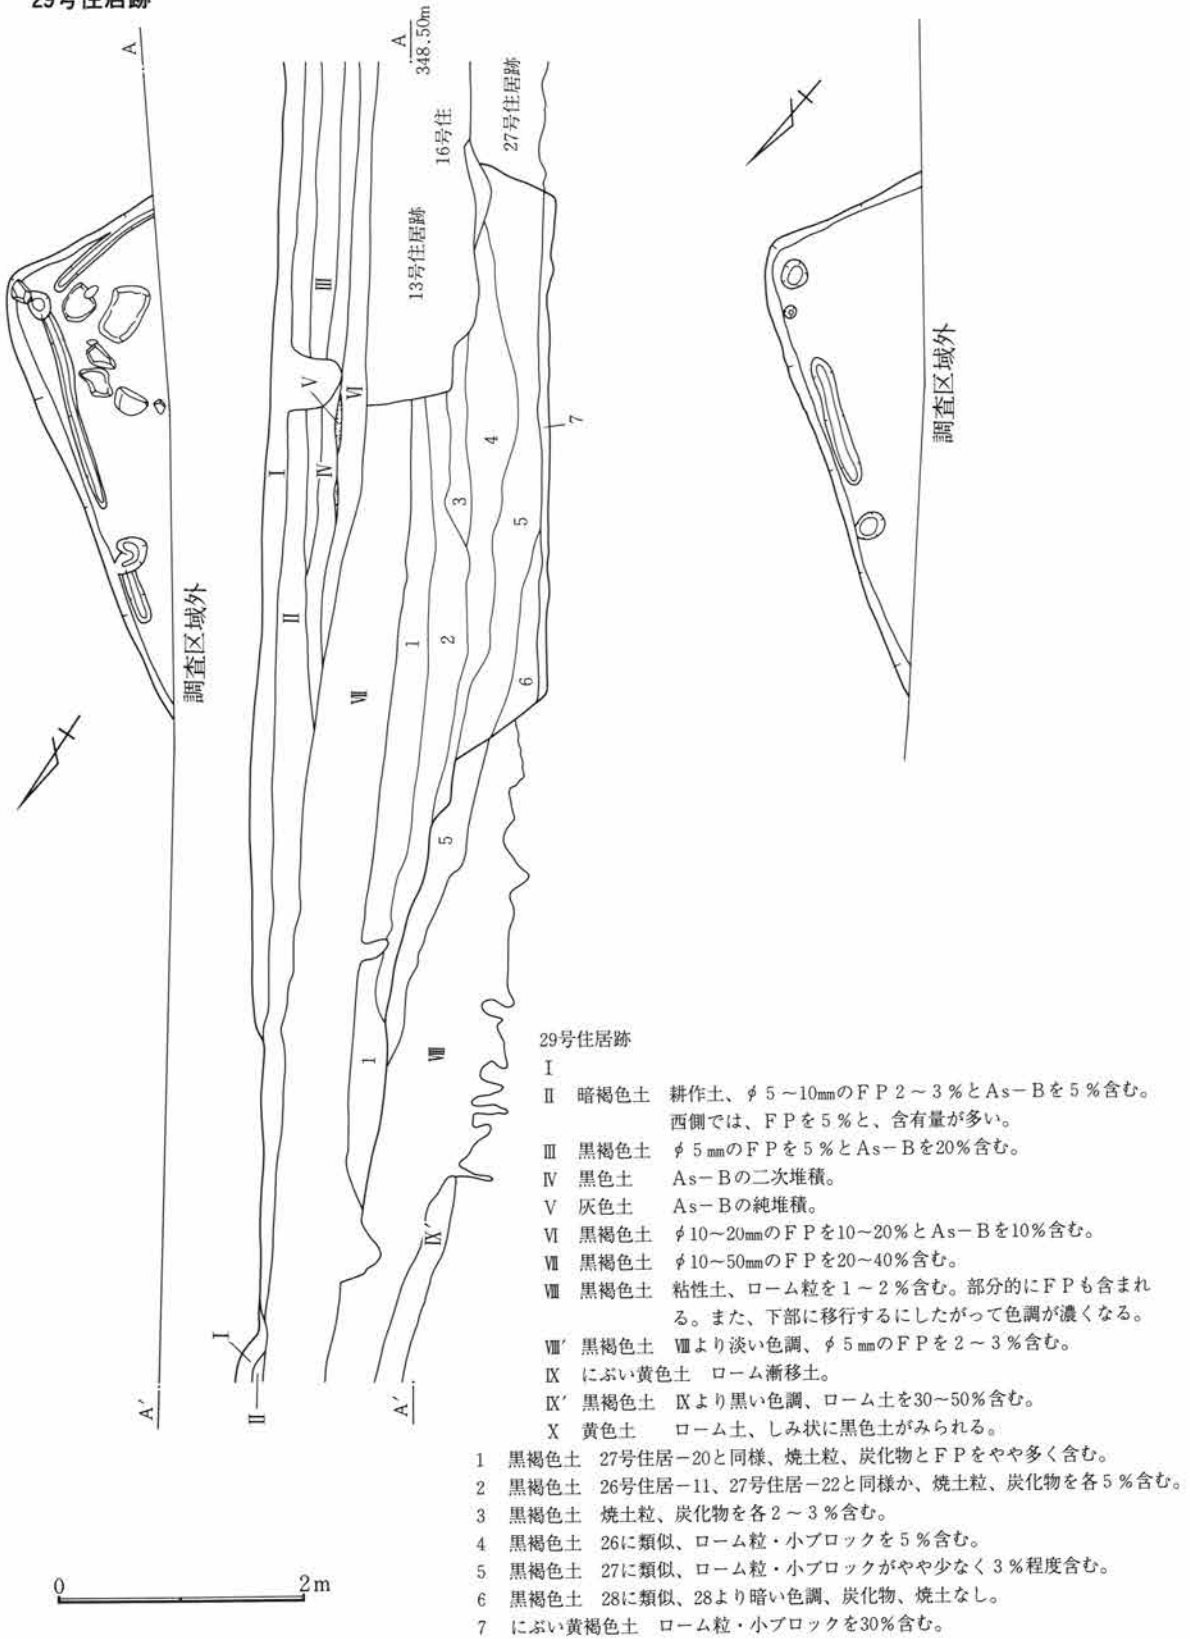 29号住居跡
A
A
348.50m
16号住
27号住居跡
13号住居跡
Ⅲ
Ⅴ
Ⅵ
Ⅰ
Ⅳ
Ⅱ
Ⅶ
1
2
3
4
5
6
7
5
1
Ⅷ
Ⅸ′
Ⅰ
Ⅱ
A′
A′
調査区域外
調査区域外
29号住居跡
Ⅰ
Ⅱ 暗褐色土 耕作土、φ5~10㎜のFP2~3%とAs-Bを5%含む。
西側では、FPを5%と、含有量が多い。
Ⅲ 黒褐色土 φ5㎜のFPを5%とAs-Bを20%含む。
Ⅳ 黒色土 As-Bの二次堆積。
Ⅴ 灰色土 As-Bの純堆積。
Ⅵ 黒褐色土 φ10~20㎜のFPを10~20%とAs-Bを10%含む。
Ⅶ 黒褐色土 φ10~50㎜のFPを20~40%含む。
Ⅷ 黒褐色土 粘性土、ローム粒を1~2%含む。部分的にFPも含まれ
る。また、下部に移行するにしたがって色調が濃くなる。
Ⅷ′ 黒褐色土 Ⅷより淡い色調、φ5㎜のFPを2~3%含む。
Ⅸ にぶい黄色土 ローム漸移土。
Ⅸ′ 黒褐色土 Ⅸより黒い色調、ローム土を30~50%含む。
Ⅹ 黄色土 ローム土、しみ状に黒色土がみられる。
1 黒褐色土 27号住居-20と同様、焼土粒、炭化物とFPをやや多く含む。
2 黒褐色土 26号住居-11、27号住居-22と同様か、焼土粒、炭化物を各5%含む。
3 黒褐色土 焼土粒、炭化物を各2~3%含む。
4 黒褐色土 26に類似、ローム粒・小ブロックを5%含む。
5 黒褐色土 27に類似、ローム粒・小ブロックがやや少なく3%程度含む。
6 黒褐色土 28に類似、28より暗い色調、炭化物、焼土なし。
7 にぶい黄褐色土 ローム粒・小ブロックを30%含む。
0 2m